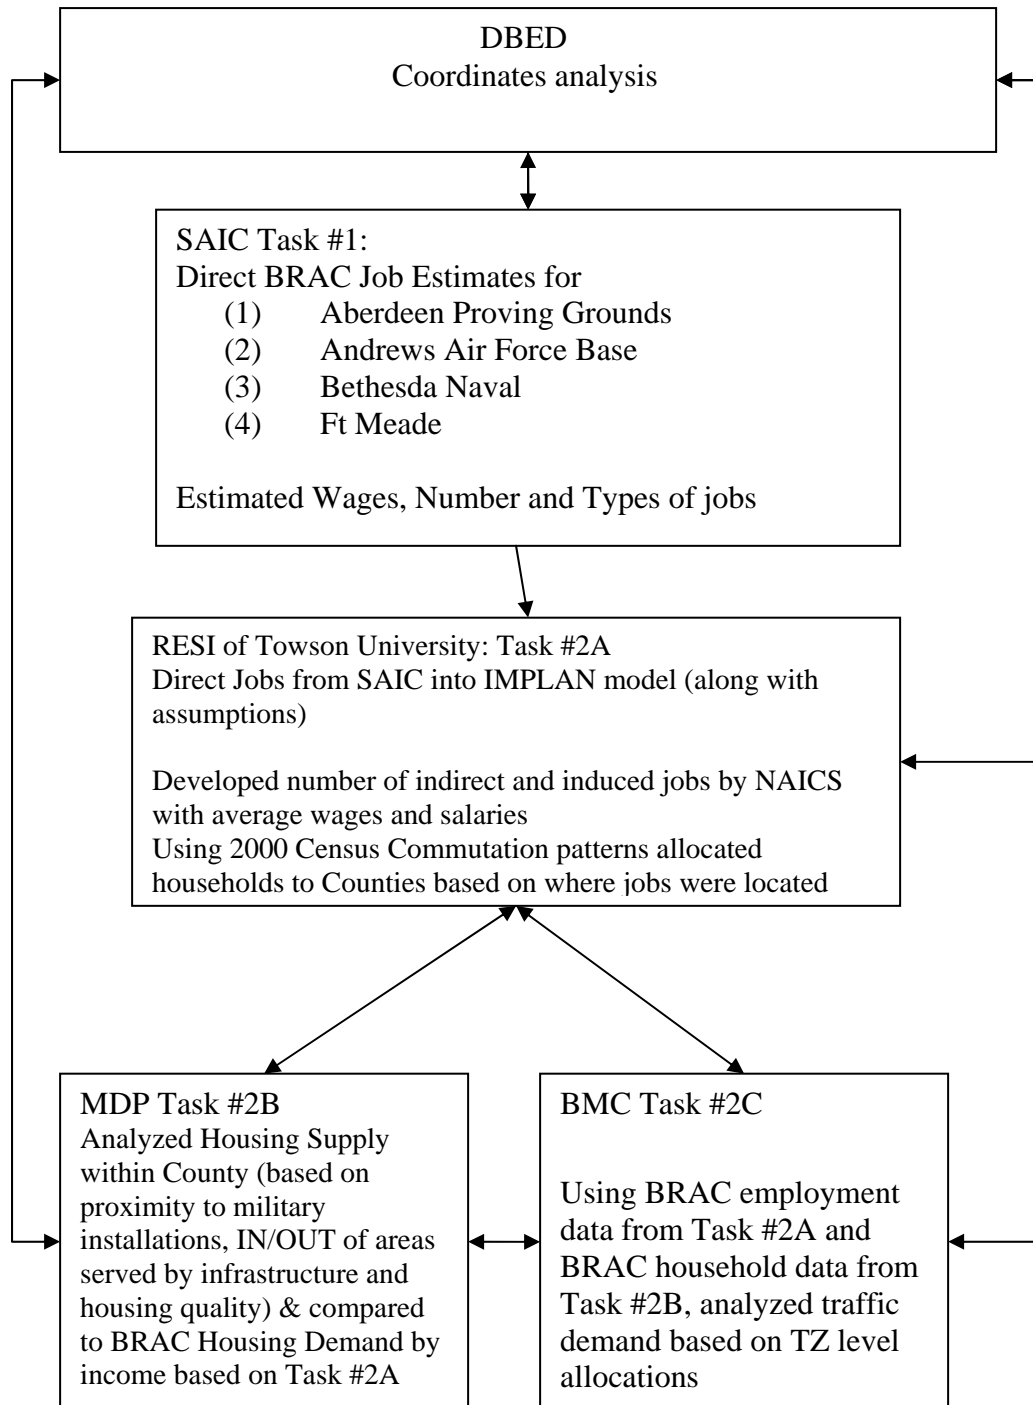 DBED
Coordinates analysis
SAIC Task #1:
Direct BRAC Job Estimates for
(1) Aberdeen Proving Grounds
(2) Andrews Air Force Base
(3) Bethesda Naval
(4) Ft Meade
Estimated Wages, Number and Types of jobs
RESI of Towson University: Task #2A
Direct Jobs from SAIC into IMPLAN model (along with
assumptions)
Developed number of indirect and induced jobs by NAICS
with average wages and salaries
Using 2000 Census Commutation patterns allocated
households to Counties based on where jobs were located
MDP Task #2B
Analyzed Housing Supply
within County (based on
proximity to military
installations, IN/OUT of areas
served by infrastructure and
housing quality) & compared
to BRAC Housing Demand by
income based on Task #2A
BMC Task #2C
Using BRAC employment
data from Task #2A and
BRAC household data from
Task #2B, analyzed traffic
demand based on TZ level
allocations